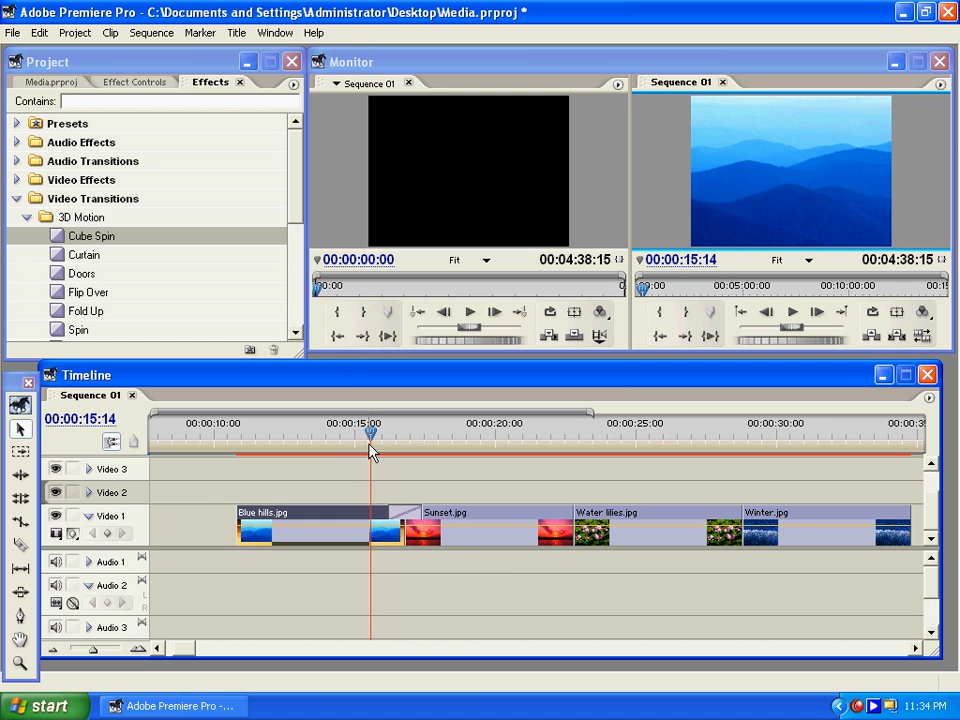 Adobe Premiere Pro - C:\Documents and Settings\Administrator\Desktop\Media.prproj *
File Edit Project Clip Sequence Marker Title Window Help
Project
Media.prproj Effect Controls Effects
Contains:
Presets
Audio Effects
Audio Transitions
Video Effects
Video Transitions
3D Motion
Cube Spin
Curtain
Doors
Flip Over
Fold Up
Spin
Monitor
Sequence 01
00:00:00:00 Fit 00:04:38:15
00:00 0
Sequence 01
00:00:15:14 Fit 00:04:38:15
00:00 00:05:00:00 00:10:00:00 00:15
Timeline
Sequence 01
00:00:15:14
00:00:10:00 00:00:15:00 00:00:20:00 00:00:25:00 00:00:30:00 00:00:35
Video 3
Video 2
Video 1
Blue hills.jpg Sunset.jpg Water lilies.jpg Winter.jpg
Audio 1
Audio 2
L
R
Audio 3
start Adobe Premiere Pro -... 11:34 PM